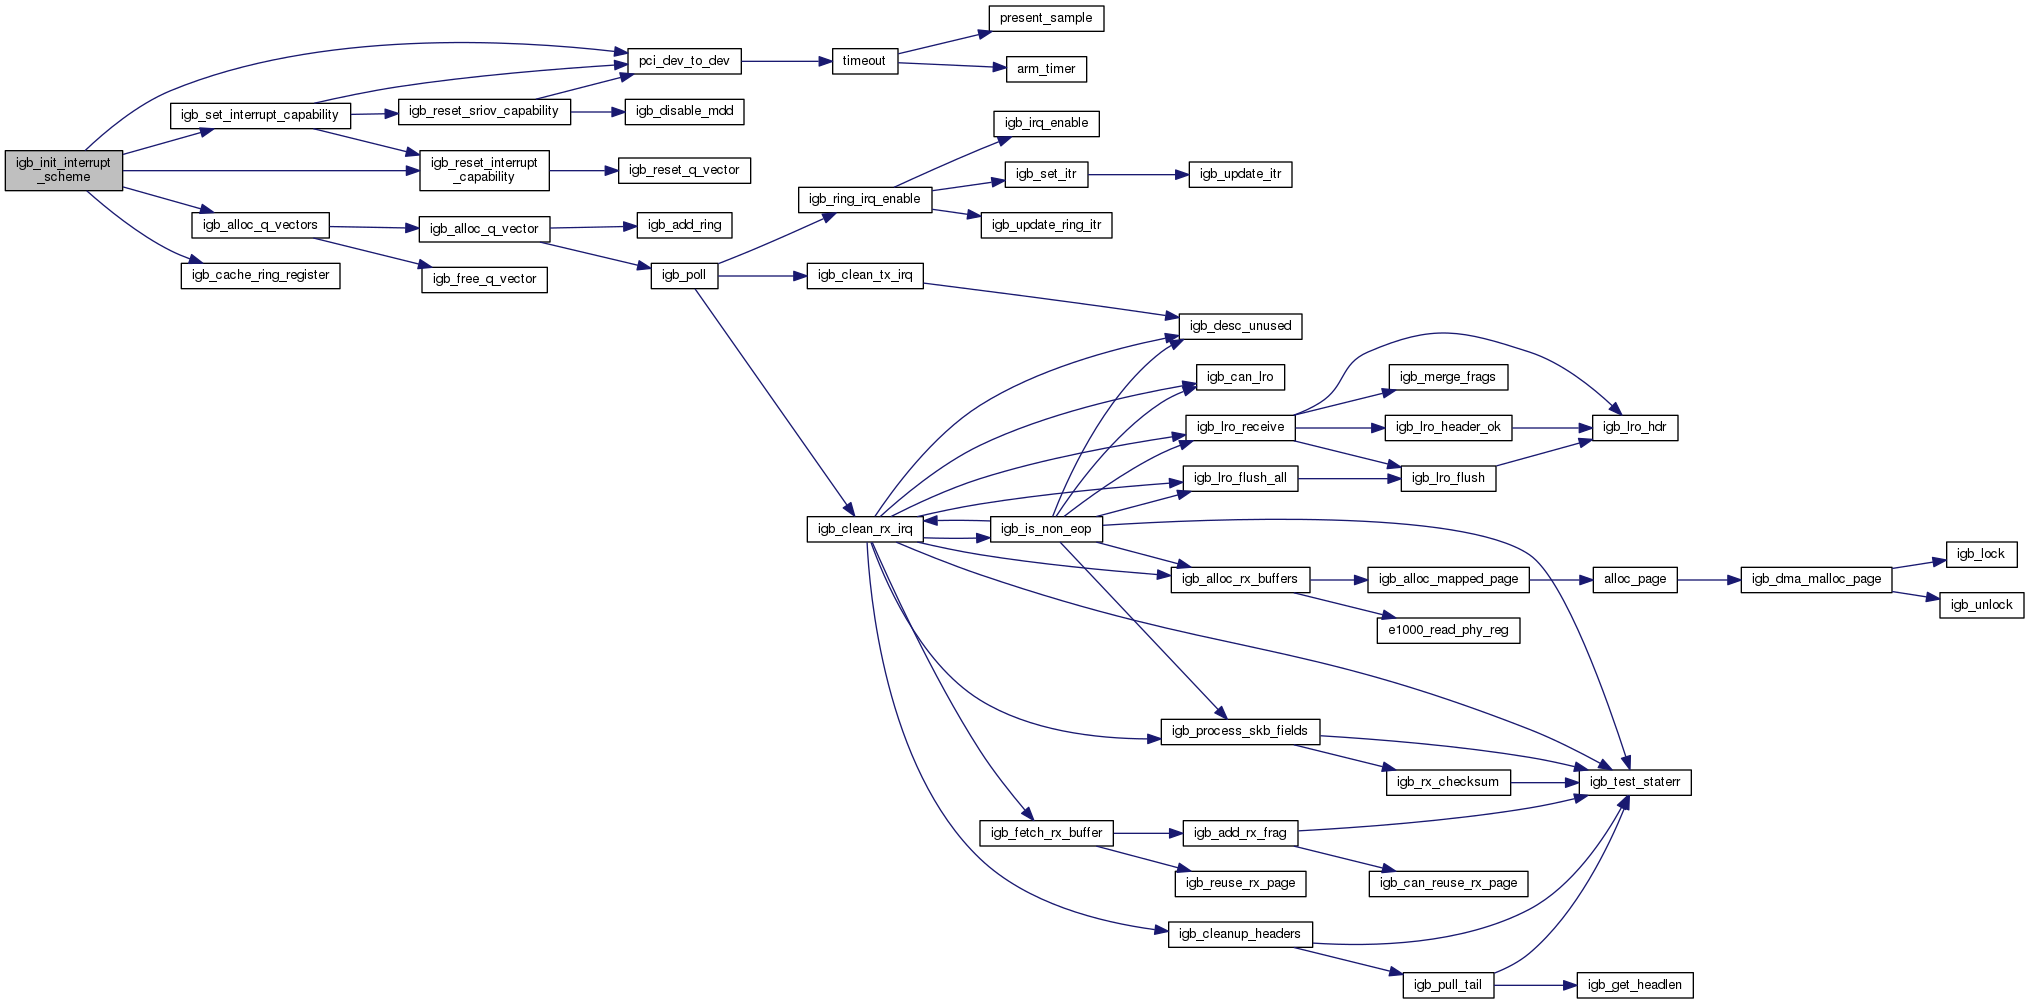 present_sample
pci_dev_to_dev
timeout
arm_timer
igb_set_interrupt_capability
igb_reset_sriov_capability
igb_disable_mdd
igb_irq_enable
igb_init_interrupt
_scheme
igb_reset_interrupt
_capability
igb_reset_q_vector
igb_set_itr
igb_update_itr
igb_ring_irq_enable
igb_alloc_q_vectors
igb_alloc_q_vector
igb_add_ring
igb_update_ring_itr
igb_cache_ring_register
igb_free_q_vector
igb_poll
igb_clean_tx_irq
igb_desc_unused
igb_can_lro
igb_merge_frags
igb_lro_receive
igb_lro_header_ok
igb_lro_hdr
igb_lro_flush_all
igb_lro_flush
igb_clean_rx_irq
igb_is_non_eop
igb_lock
igb_alloc_rx_buffers
igb_alloc_mapped_page
alloc_page
igb_dma_malloc_page
igb_unlock
e1000_read_phy_reg
igb_process_skb_fields
igb_rx_checksum
igb_test_staterr
igb_fetch_rx_buffer
igb_add_rx_frag
igb_reuse_rx_page
igb_can_reuse_rx_page
igb_cleanup_headers
igb_pull_tail
igb_get_headlen